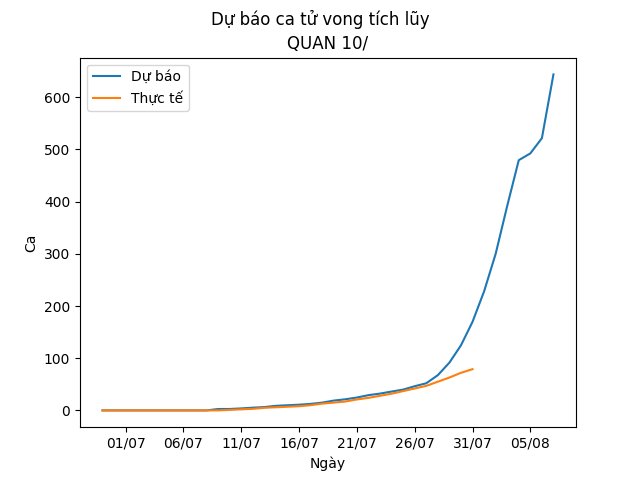 Dự báo ca tử vong tích lũy
QUAN 10/
Dự báo
Thực tế
600
500
400
300
200
100
0
Ca
01/07 06/07 11/07 16/07 21/07 26/07 31/07 05/08
Ngày